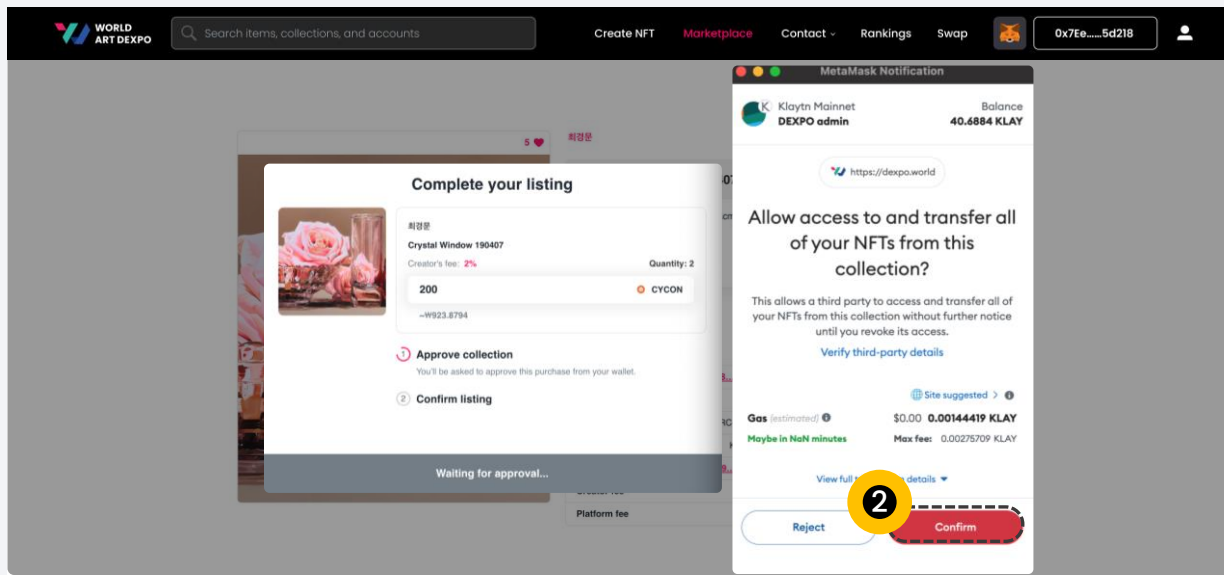 WORLD
ART DEXPO
Search items, collections, and accounts
Create NFT
Marketplace
Contact
Rankings
Swap
0x7Ee......5d218
5
최경문
Complete your listing
최경문
Crystal Window 190407
Creator's fee: 2%
Quantity: 2
200
CYCON
~₩923.8794
1
Approve collection
You'll be asked to approve this purchase from your wallet.
2
Confirm listing
Waiting for approval...
Platform fee
MetaMask Notification
K
Klaytn Mainnet
DEXPO admin
Balance
40.6884 KLAY
https://dexpo.world
Allow access to and transfer all
of your NFTs from this
collection?
This allows a third party to access and transfer all of
your NFTs from this collection without further notice
until you revoke its access.
Verify third-party details
Site suggested >
Gas (estimated)
$0.00 0.00144419 KLAY
Maybe in NaN minutes
Max fee: 0.00275709 KLAY
View full
details
2
Reject
Confirm